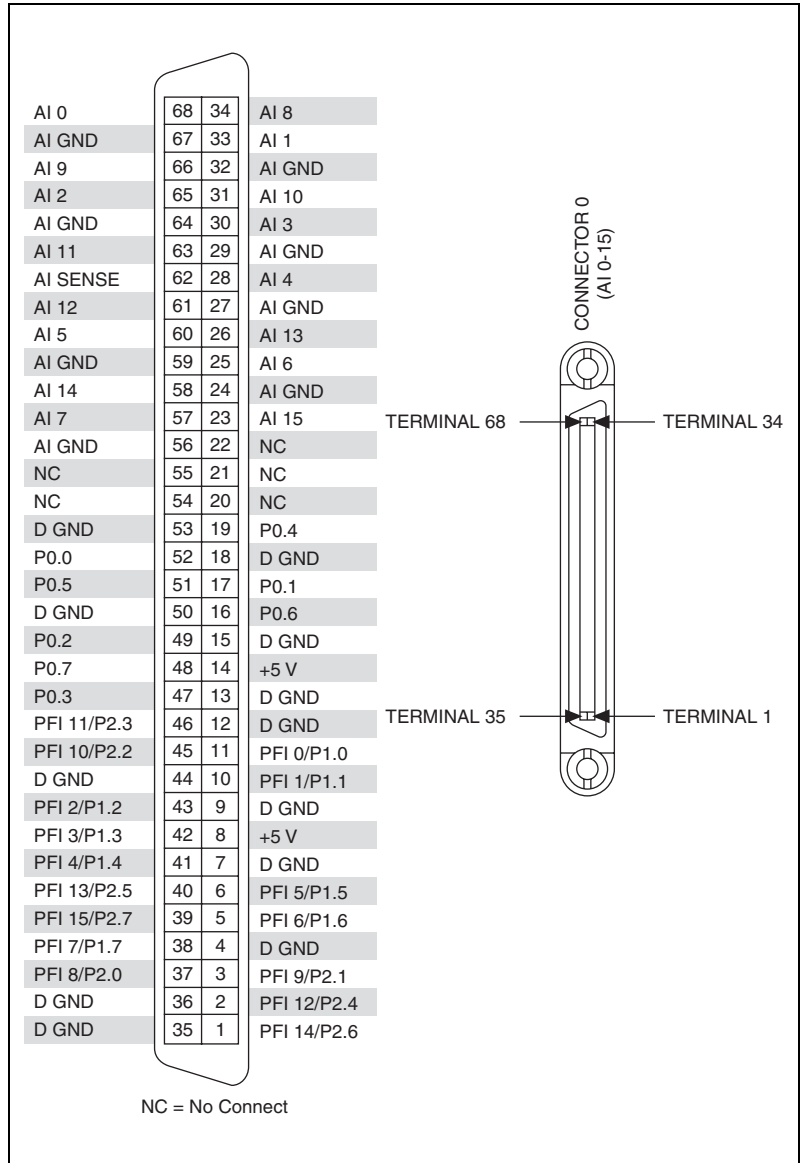 AI 0 68 34 AI 8
AI GND 67 33 AI 1
AI 9 66 32 AI GND
AI 2 65 31 AI 10
AI GND 64 30 AI 3
AI 11 63 29 AI GND
AI SENSE 62 28 AI 4
AI 12 61 27 AI GND
AI 5 60 26 AI 13
AI GND 59 25 AI 6
AI 14 58 24 AI GND
AI 7 57 23 AI 15
AI GND 56 22 NC
NC 55 21 NC
NC 54 20 NC
D GND 53 19 P0.4
P0.0 52 18 D GND
P0.5 51 17 P0.1
D GND 50 16 P0.6
P0.2 49 15 D GND
P0.7 48 14 +5 V
P0.3 47 13 D GND
PFI 11/P2.3 46 12 D GND
PFI 10/P2.2 45 11 PFI 0/P1.0
D GND 44 10 PFI 1/P1.1
PFI 2/P1.2 43 9 D GND
PFI 3/P1.3 42 8 +5 V
PFI 4/P1.4 41 7 D GND
PFI 13/P2.5 40 6 PFI 5/P1.5
PFI 15/P2.7 39 5 PFI 6/P1.6
PFI 7/P1.7 38 4 D GND
PFI 8/P2.0 37 3 PFI 9/P2.1
D GND 36 2 PFI 12/P2.4
D GND 35 1 PFI 14/P2.6
NC = No Connect
CONNECTOR 0
(AI 0-15)
TERMINAL 68 TERMINAL 34
TERMINAL 35 TERMINAL 1